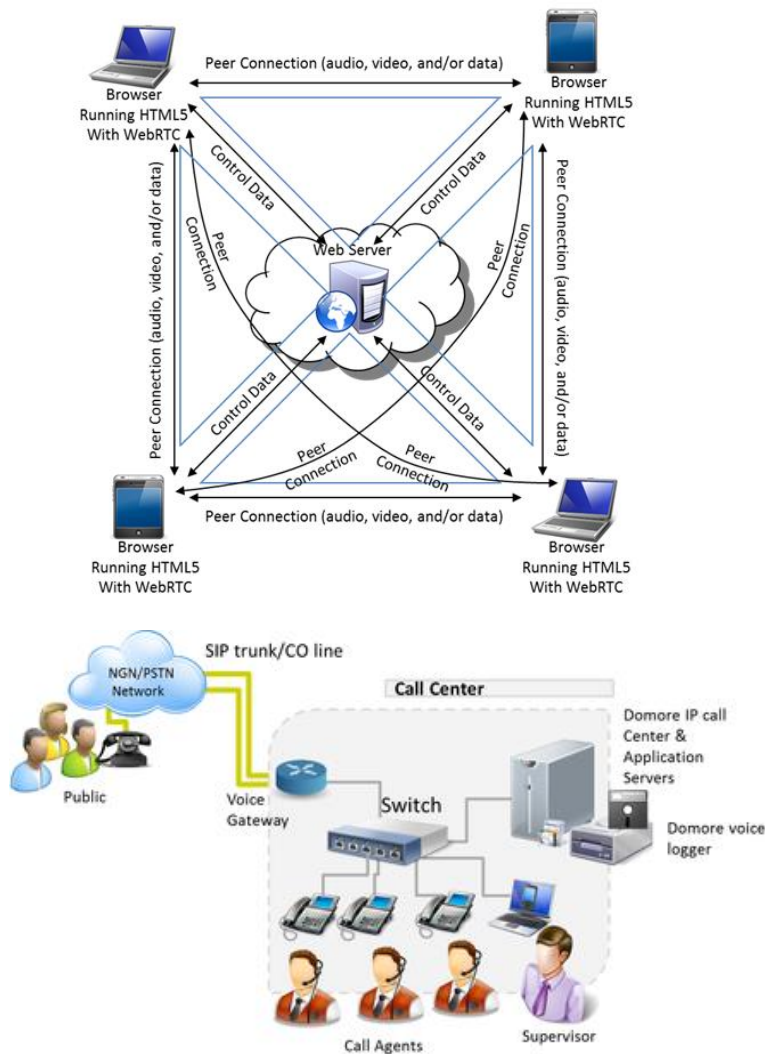 Peer Connection (audio, video, and/or data)
Browser
Running HTML5
With WebRTC
Browser
Running HTML5
With WebRTC
Control Data
Control Data
Peer Connection (audio, video, and/or data)
Peer
Connection
Web Server
Peer
Connection
Peer Connection (audio, video, and/or data)
Control Data
Control Data
Peer
Connection
Peer
Connection
Peer Connection (audio, video, and/or data)
Browser
Running HTML5
With WebRTC
Browser
Running HTML5
With WebRTC
SIP trunk/CO line
NGN/PSTN
Network
Public
Call Center
Domore IP call
Center &
Application
Servers
Voice
Gateway
Switch
Domore voice
logger
Call Agents
Supervisor